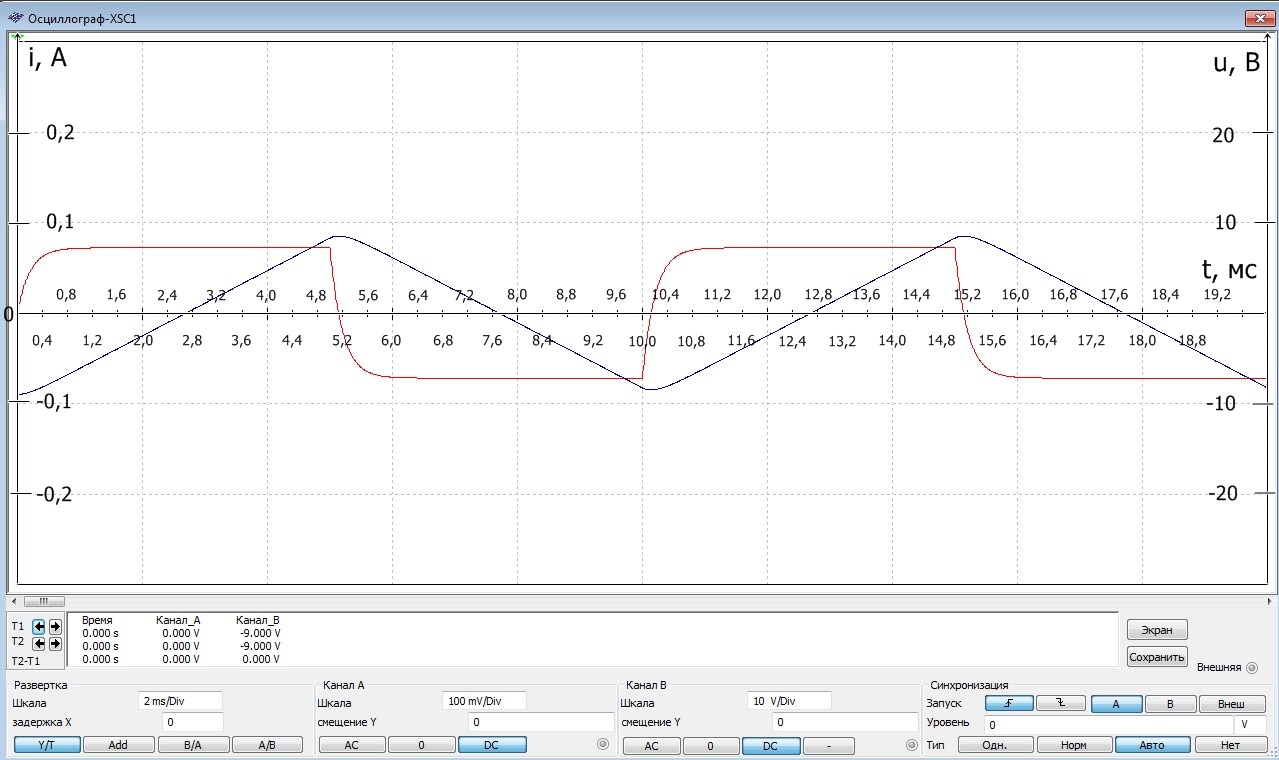 Осциллограф-XSC1
i, А
u, В
0,2
20
0,1
10
t, мс
0,8 1,6 2,4 3,2 4,0 4,8 5,6 6,4 7,2 8,0 8,8 9,6 10,4 11,2 12,0 12,8 13,6 14,4 15,2 16,0 16,8 17,6 18,4 19,2
0
0,4 1,2 2,0 2,8 3,6 4,4 5,2 6,0 6,8 7,6 8,4 9,2 10,0 10,8 11,6 12,4 13,2 14,0 14,8 15,6 16,4 17,2 18,0 18,8
-0,1
-10
-0,2
-20
T1
T2
T2-T1
Время Канал_A Канал_B
0.000 s 0.000 V -9.000 V
0.000 s 0.000 V -9.000 V
0.000 s 0.000 V 0.000 V
Экран
Сохранить
Внешняя
Развертка
Шкала 2 ms/Div
задержка X 0
Y/T Add B/A A/B
Канал A
Шкала 100 mV/Div
смещение Y 0
AC 0 DC
Канал B
Шкала 10 V/Div
смещение Y 0
AC 0 DC -
Синхронизация
Запуск A B Внеш
Уровень 0 V
Тип Одн. Норм Авто Нет